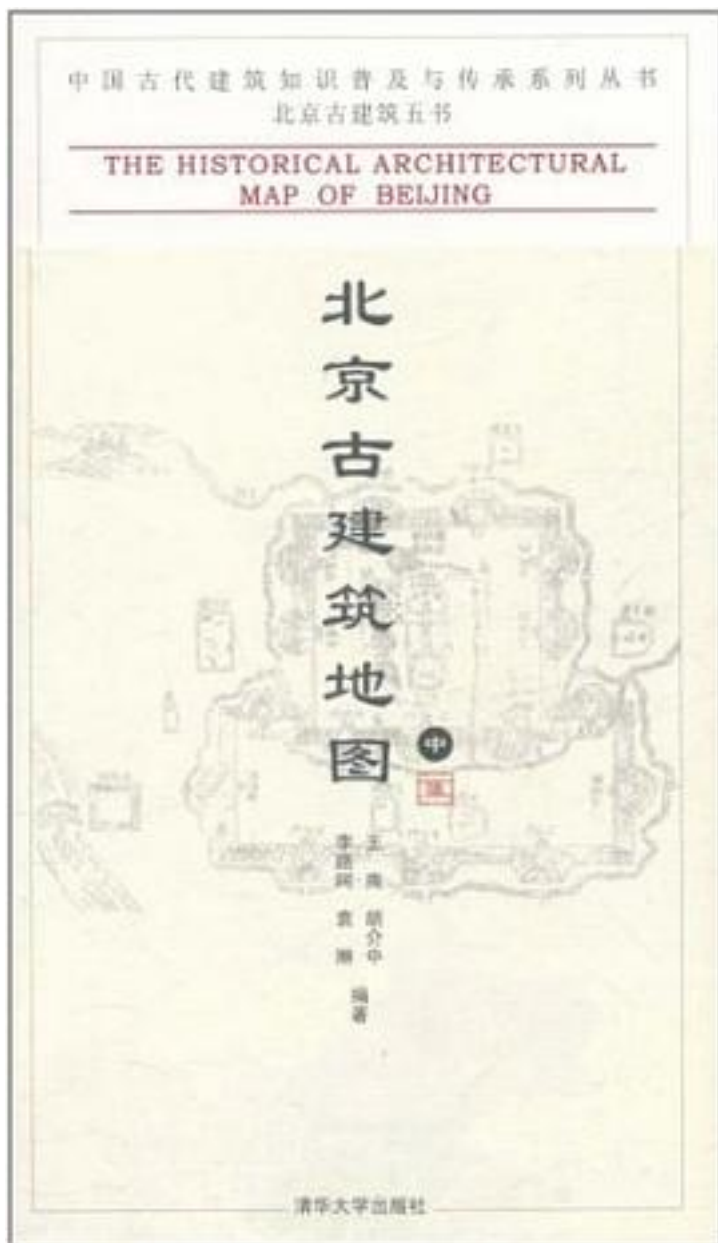 中国古代建筑知识普及与传承系列丛书
北京古建筑五书
THE HISTORICAL ARCHITECTURAL
MAP OF BEIJING
北京古建筑地图
中
王南 胡介中
李路珂 袁琳
编著
清华大学出版社